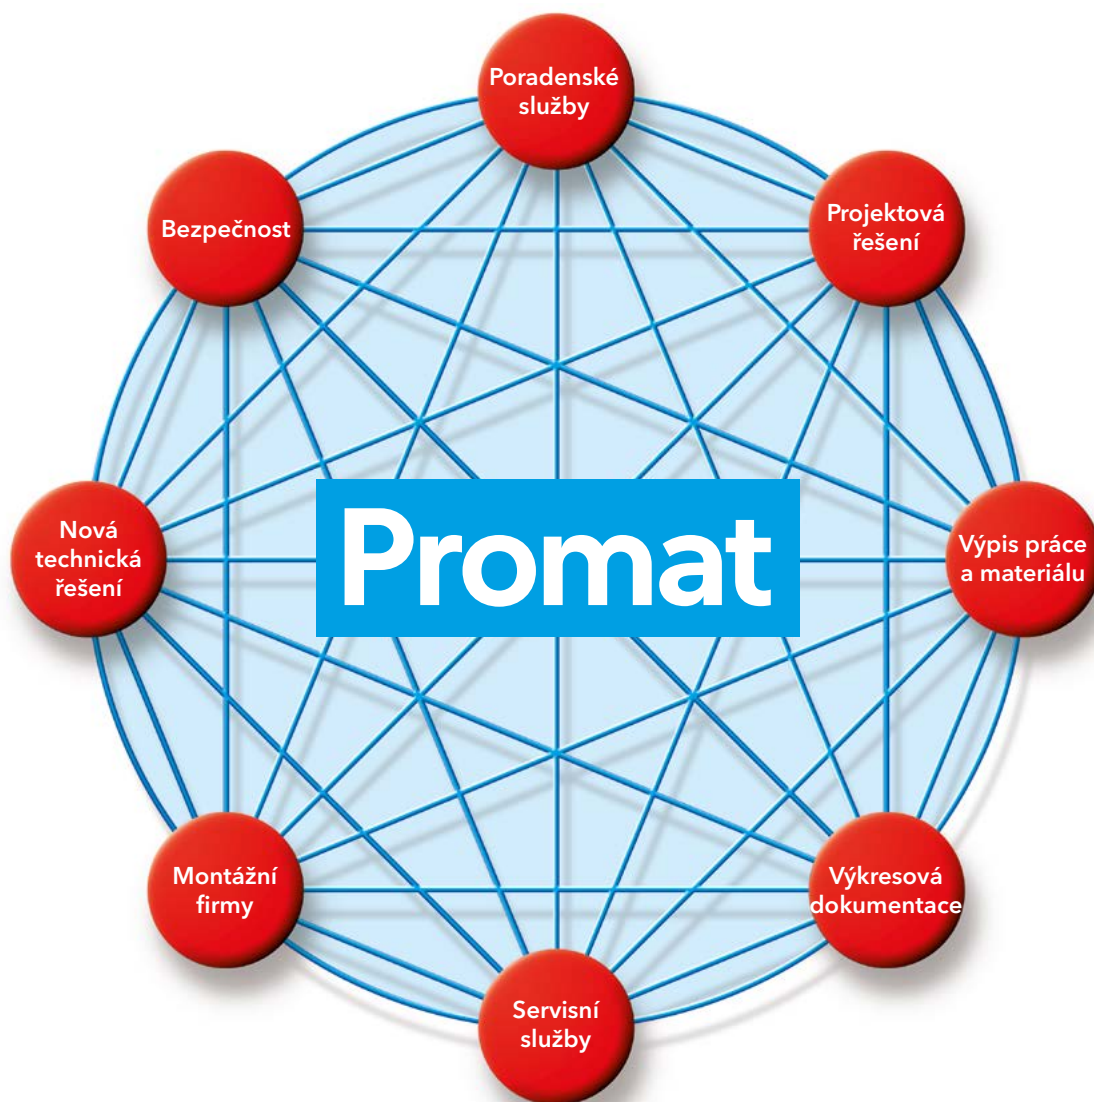 Poradenské
služby
Bezpečnost
Projektová
řešení
Nová
technická
řešení
Promat
Výpis práce
a materiálu
Montážní
firmy
Výkresová
dokumentace
Servisní
služby